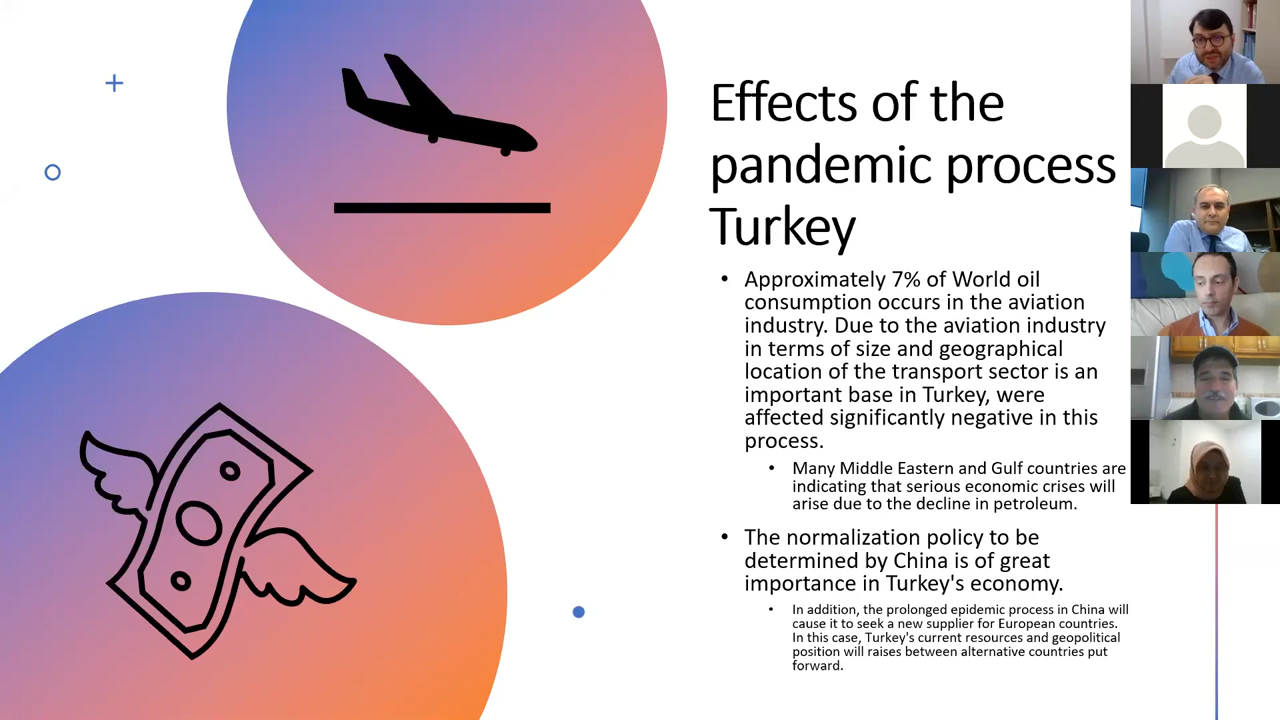 Effects of the
pandemic process
Turkey
• Approximately 7% of World oil
consumption occurs in the aviation
industry. Due to the aviation industry
in terms of size and geographical
location of the transport sector is an
important base in Turkey, were
affected significantly negative in this
process.
• Many Middle Eastern and Gulf countries are
indicating that serious economic crises will
arise due to the decline in petroleum.
• The normalization policy to be
determined by China is of great
importance in Turkey's economy.
• In addition, the prolonged epidemic process in China will
cause it to seek a new supplier for European countries.
In this case, Turkey's current resources and geopolitical
position will raises between alternative countries put
forward.